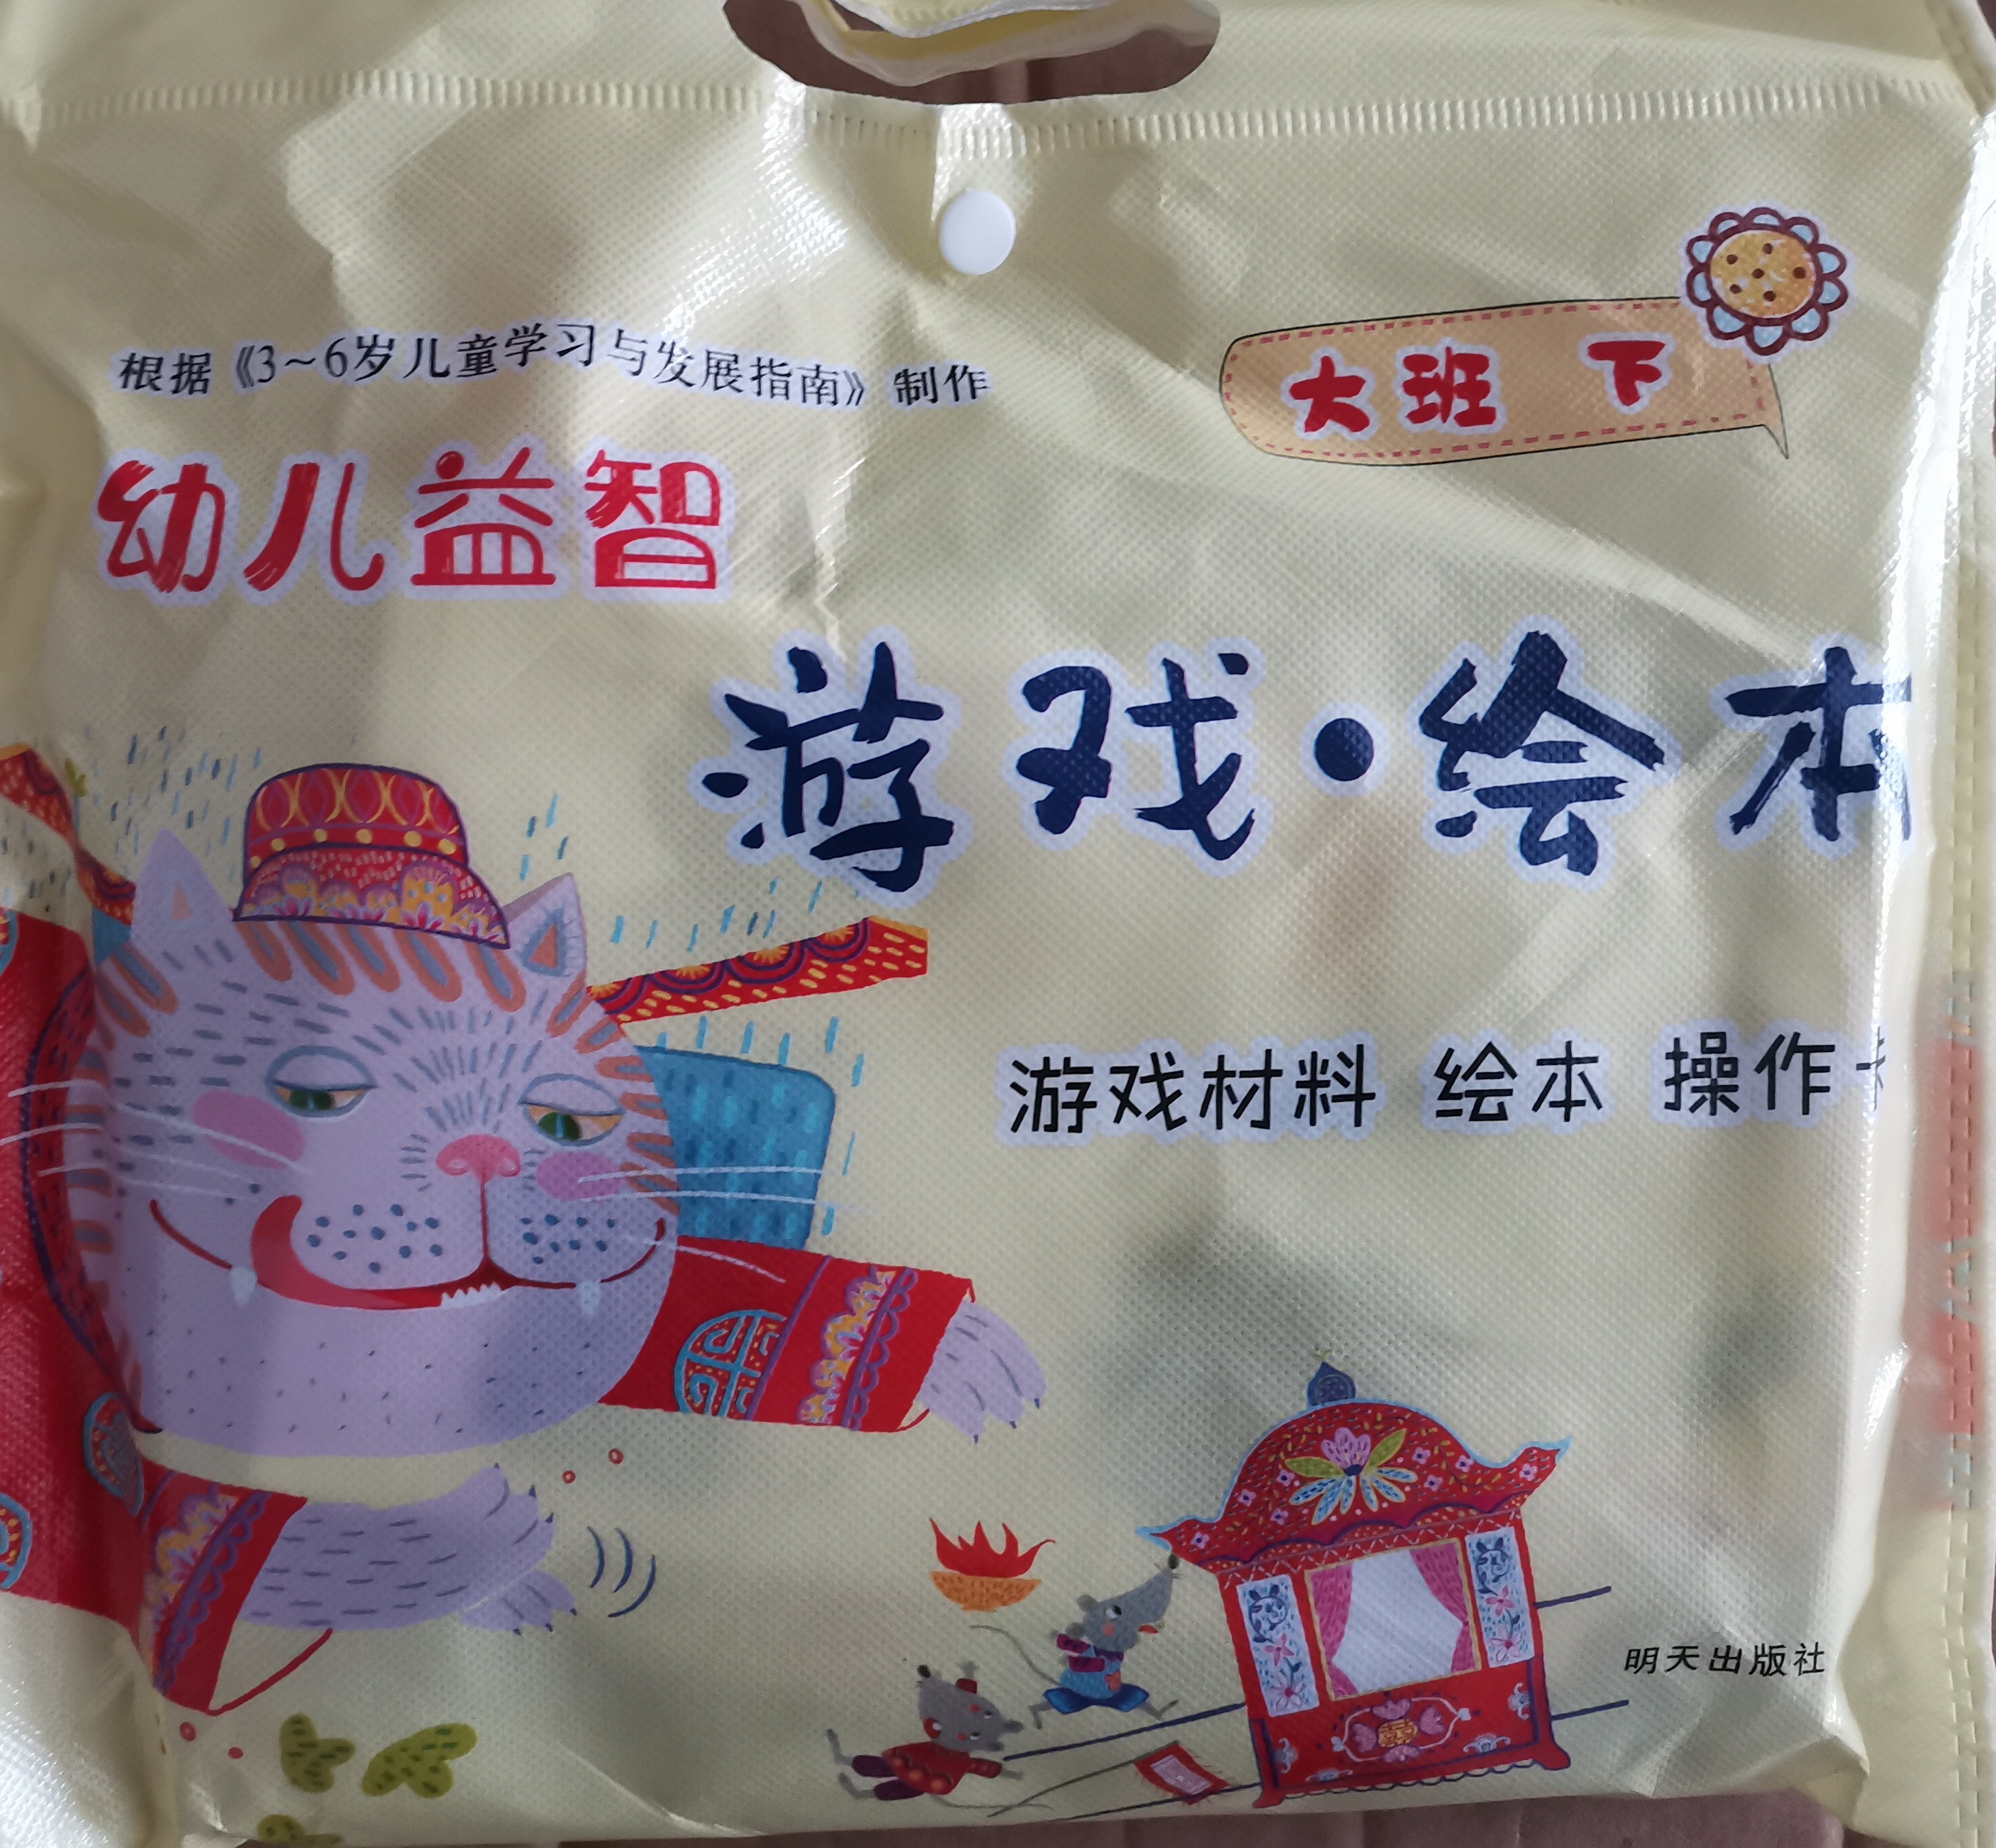 根据《3~6岁儿童学习与发展指南》制作
大班 下
幼儿益智
游戏·绘本
游戏材料 绘本 操作
明天出版社